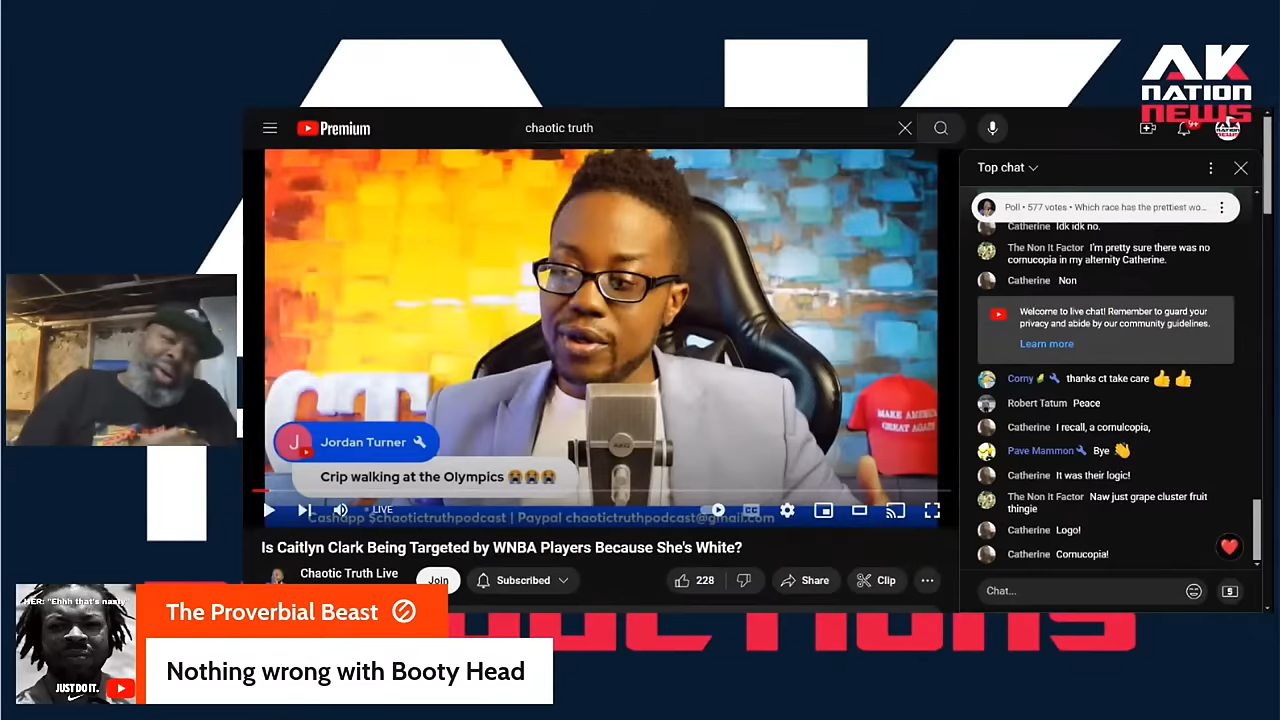 AK
NATION
NEWS
Premium
chaotic truth
9+
Top chat
Poll • 577 votes • Which race has the prettiest wo...
Catherine Idk idk no.
The Non It Factor I'm pretty sure there was no
cornucopia in my alternity Catherine.
Catherine Non
Welcome to live chat! Remember to guard your
privacy and abide by our community guidelines.
Learn more
Corny thanks ct take care
Robert Tatum Peace
Catherine I recall, a cornulcopia,
Pave Mammon Bye
Catherine It was their logic!
The Non It Factor Naw just grape cluster fruit
thingie
Catherine Logo!
Catherine Cornucopia!
Chat...
CT
MAKE AMERICA
GREAT AGAIN
AKG
J Jordan Turner
Crip walking at the Olympics 😭😭😭
LIVE
Cashapp $chaotictruthpodcast | Paypal chaotictruthpodcast@gmail.com
Is Caitlyn Clark Being Targeted by WNBA Players Because She's White?
Chaotic Truth Live
Join
Subscribed
228
Share
Clip
HER: "Ehhh that's nasty
JUST DO IT.
The Proverbial Beast
Nothing wrong with Booty Head